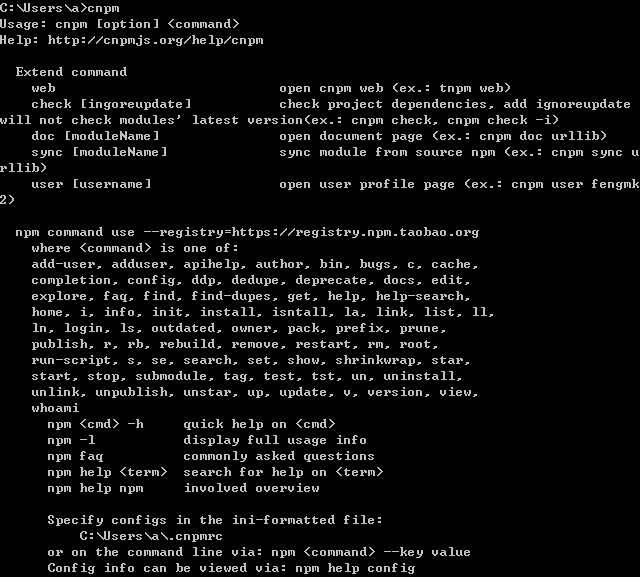 C:\Users\a>cnpm
Usage: cnpm [option] <command>
Help: http://cnpmjs.org/help/cnpm
Extend command
web open cnpm web (ex.: tnpm web)
check [ingoreupdate] check project dependencies, add ignoreupdate
will not check modules' latest version(ex.: cnpm check, cnpm check -i)
doc [moduleName] open document page (ex.: cnpm doc urllib)
sync [moduleName] sync module from source npm (ex.: cnpm sync u
rllib)
user [username] open user profile page (ex.: cnpm user fengmk
2)
npm command use --registry=https://registry.npm.taobao.org
where <command> is one of:
add-user, adduser, apihelp, author, bin, bugs, c, cache,
completion, config, ddp, dedupe, deprecate, docs, edit,
explore, faq, find, find-dupes, get, help, help-search,
home, i, info, init, install, isntall, la, link, list, ll,
ln, login, ls, outdated, owner, pack, prefix, prune,
publish, r, rb, rebuild, remove, restart, rm, root,
run-script, s, se, search, set, show, shrinkwrap, star,
start, stop, submodule, tag, test, tst, un, uninstall,
unlink, unpublish, unstar, up, update, v, version, view,
whoami
npm <cmd> -h quick help on <cmd>
npm -l display full usage info
npm faq commonly asked questions
npm help <term> search for help on <term>
npm help npm involved overview
Specify configs in the ini-formatted file:
C:\Users\a\.cnpmrc
or on the command line via: npm <command> --key value
Config info can be viewed via: npm help config